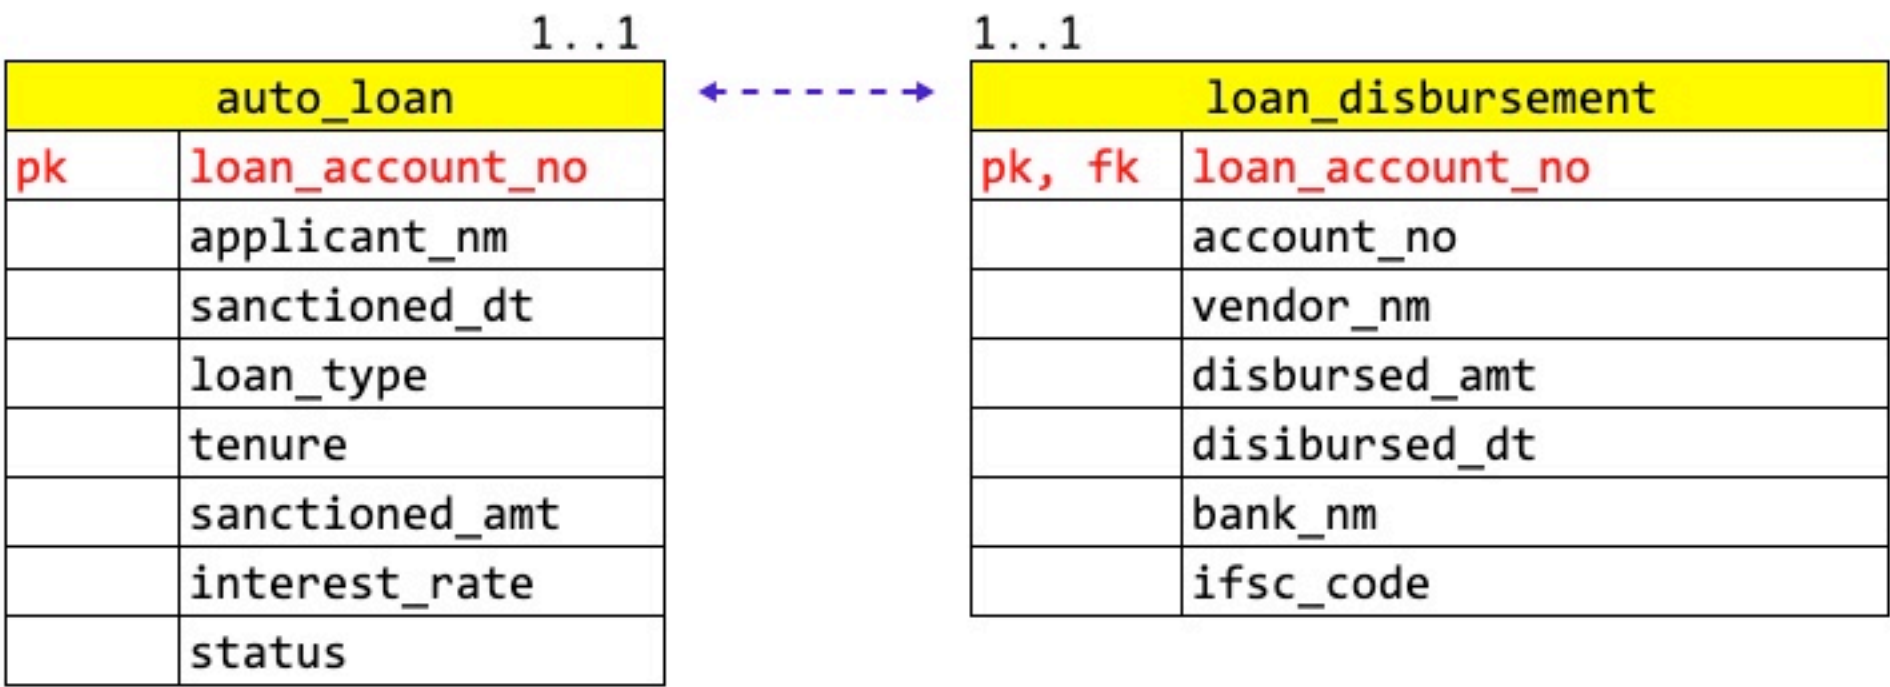 1..1
auto_loan
pk loan_account_no
applicant_nm
sanctioned_dt
loan_type
tenure
sanctioned_amt
interest_rate
status
1..1
loan_disbursement
pk, fk loan_account_no
account_no
vendor_nm
disbursed_amt
disibursed_dt
bank_nm
ifsc_code